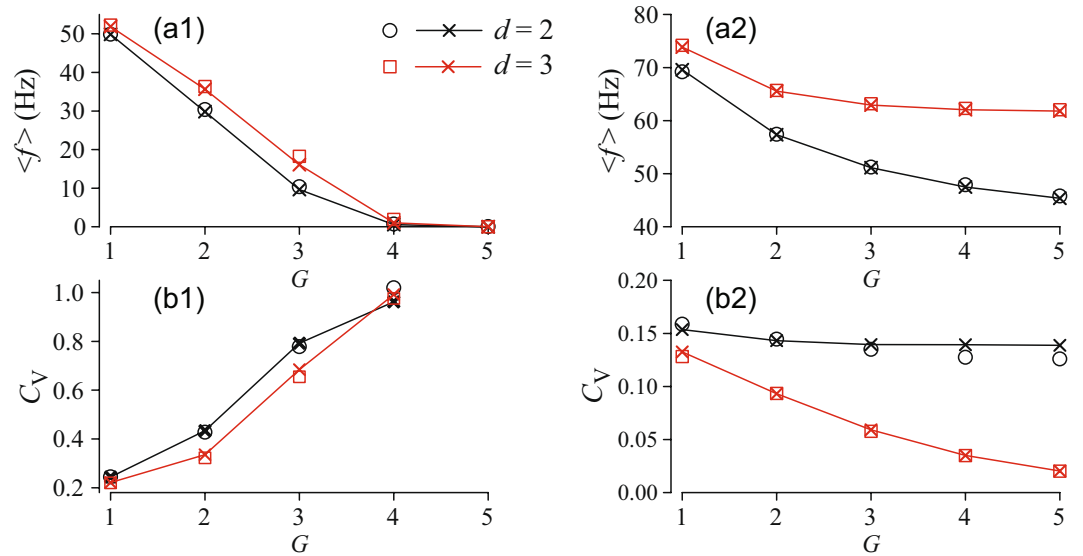 (a1)
d = 2
d = 3
<f> (Hz)
50
40
30
20
10
0
1 2 3 4 5
G
(a2)
<f> (Hz)
80
70
60
50
40
1 2 3 4 5
G
(b1)
C_V
1.0
0.8
0.6
0.4
0.2
1 2 3 4 5
G
(b2)
C_V
0.20
0.15
0.10
0.05
0.00
1 2 3 4 5
G